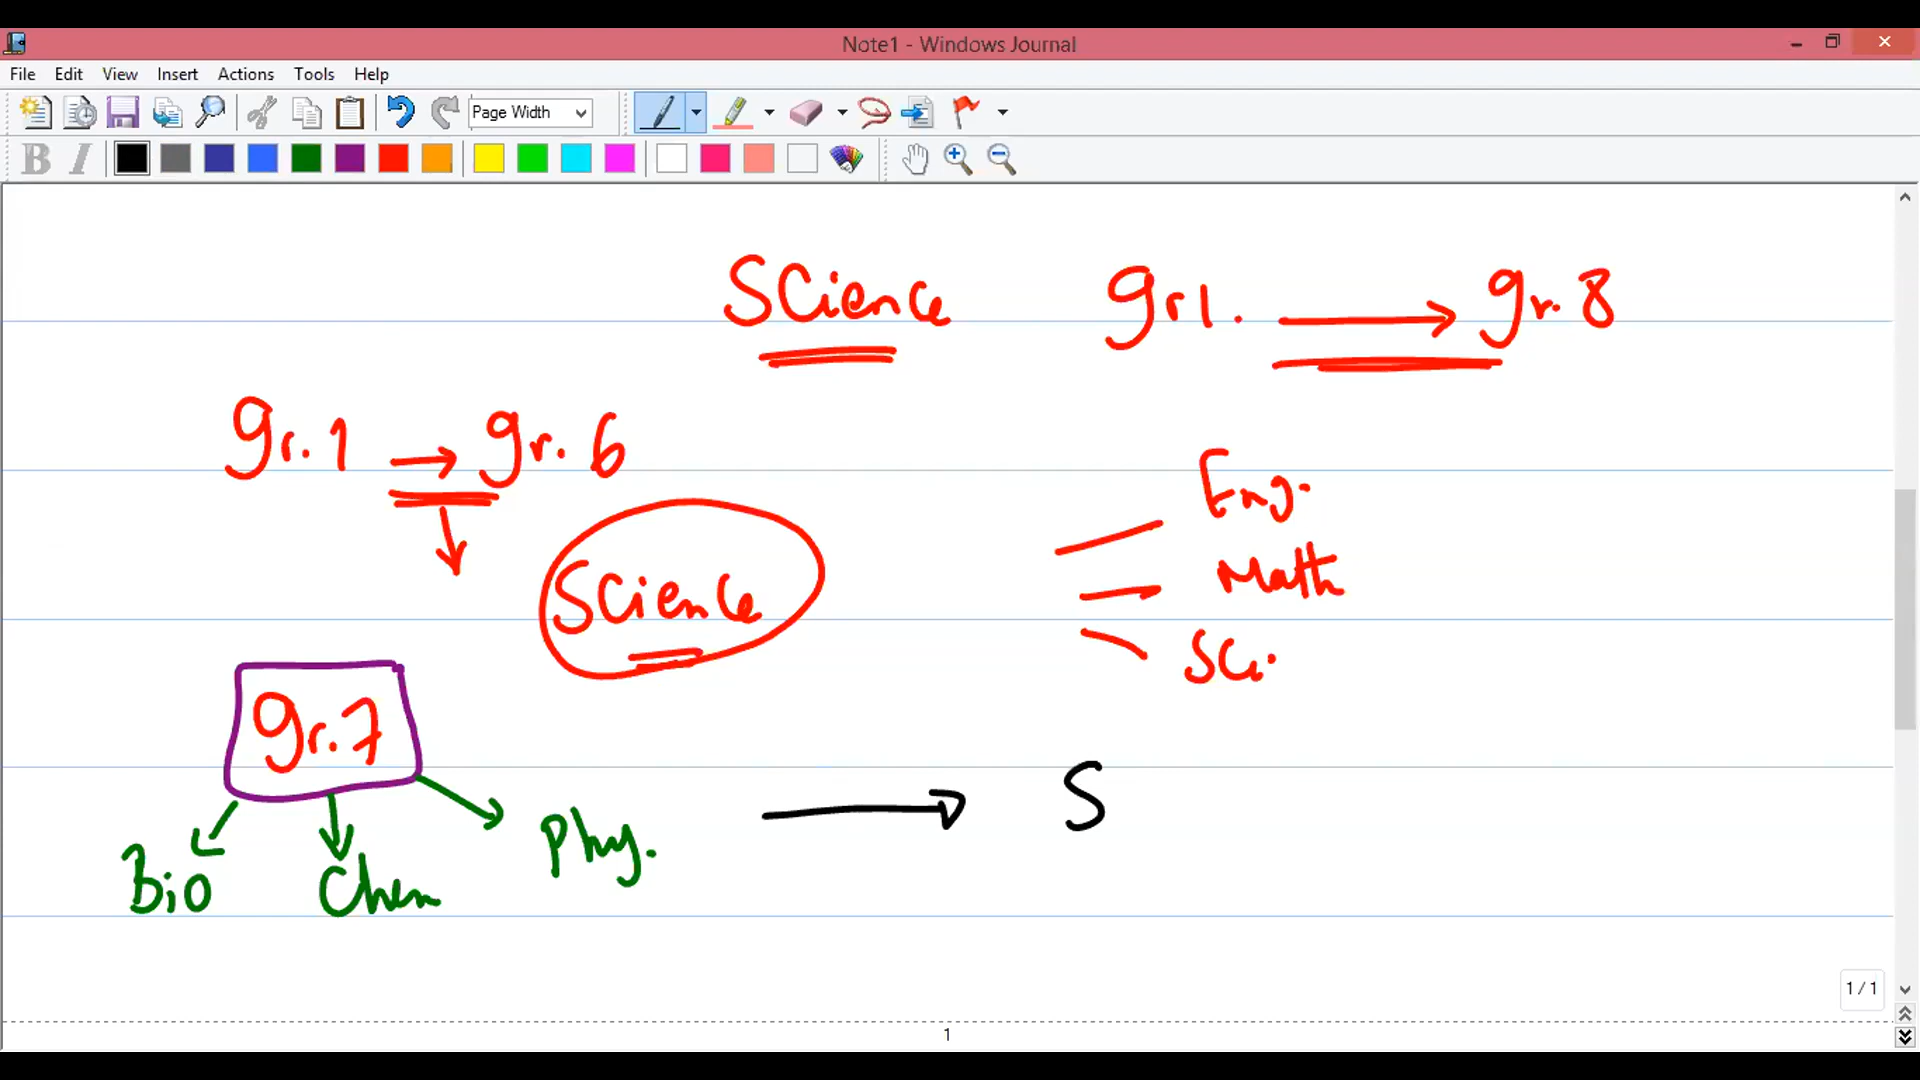 Note1 - Windows Journal
File Edit View Insert Actions Tools Help
Page Width
B I
Science gr1. → gr. 8
gr. 1 → gr. 6
Eng.
Science
Math
Sci.
gr. 7
S
Phy.
Bio
Chem
1 / 1
1